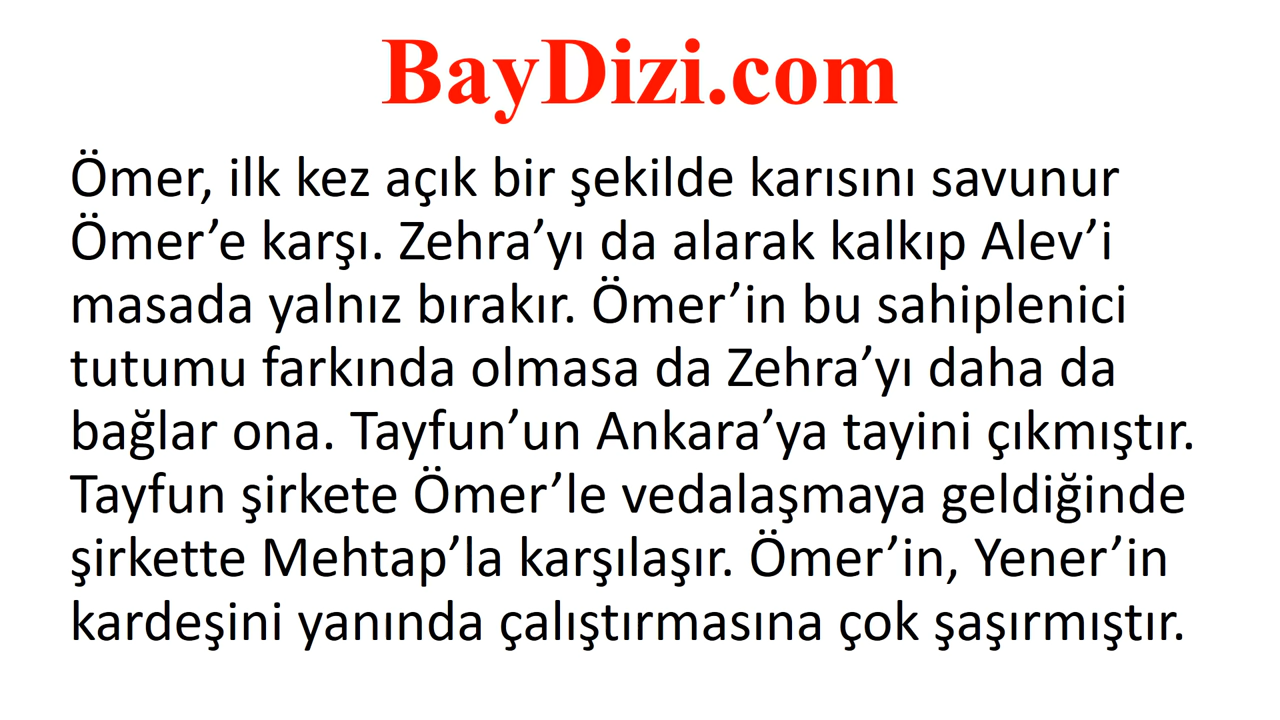 BayDizi.com
Ömer, ilk kez açık bir şekilde karısını savunur
Ömer’e karşı. Zehra’yı da alarak kalkıp Alev’i
masada yalnız bırakır. Ömer’in bu sahiplenici
tutumu farkında olmasa da Zehra’yı daha da
bağlar ona. Tayfun’un Ankara’ya tayini çıkmıştır.
Tayfun şirkete Ömer’le vedalaşmaya geldiğinde
şirkette Mehtap’la karşılaşır. Ömer’in, Yener’in
kardeşini yanında çalıştırmasına çok şaşırmıştır.